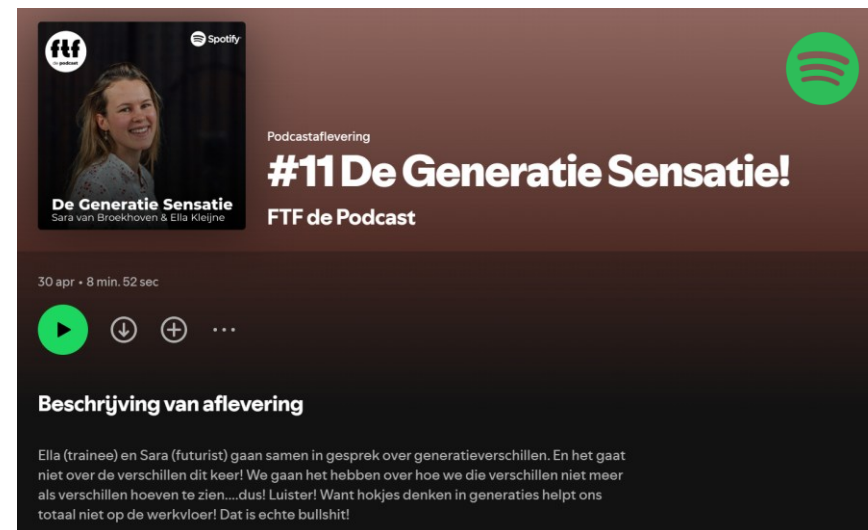 ftf
de podcast
Spotify
De Generatie Sensatie
Sara van Broekhoven & Ella Kleijne
Podcastaflevering
#11 De Generatie Sensatie!
FTF de Podcast
30 apr • 8 min. 52 sec
Beschrijving van aflevering
Ella (trainee) en Sara (futurist) gaan samen in gesprek over generatieverschillen. En het gaat
niet over de verschillen dit keer! We gaan het hebben over hoe we die verschillen niet meer
als verschillen hoeven te zien....dus! Luister! Want hokjes denken in generaties helpt ons
totaal niet op de werkvloer! Dat is echte bullshit!